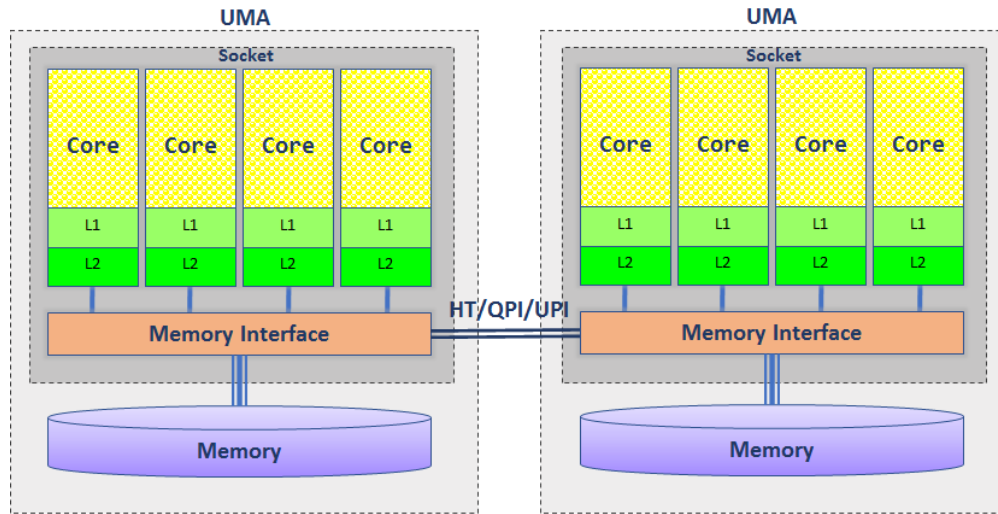 UMA
Socket
Core Core Core Core
L1 L1 L1 L1
L2 L2 L2 L2
Memory Interface
Memory
HT/QPI/UPI
UMA
Socket
Core Core Core Core
L1 L1 L1 L1
L2 L2 L2 L2
Memory Interface
Memory